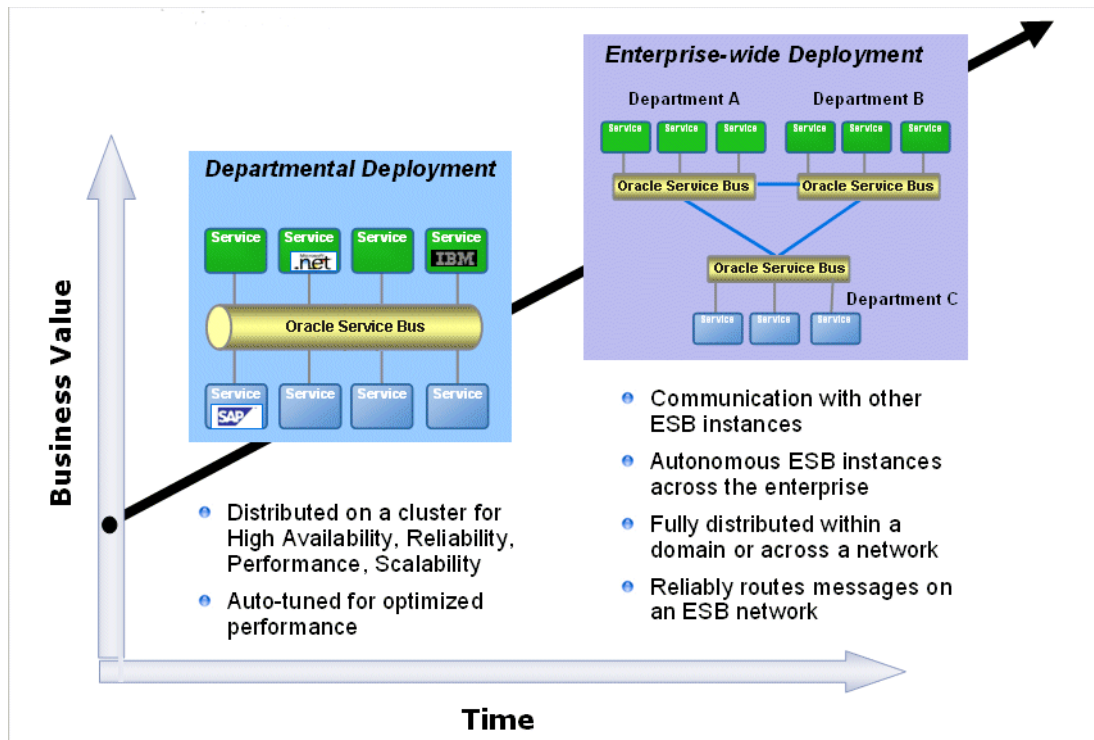 Enterprise-wide Deployment
Department A
Department B
Service
Service
Service
Service
Service
Service
Oracle Service Bus
Oracle Service Bus
Oracle Service Bus
Department C
Service
Service
Service
Departmental Deployment
Service
Service
Service
Service
Microsoft
.net
IBM
Oracle Service Bus
Service
Service
Service
Service
SAP
Business Value
Communication with other
ESB instances
Autonomous ESB instances
across the enterprise
Fully distributed within a
domain or across a network
Reliably routes messages on
an ESB network
Distributed on a cluster for
High Availability, Reliability,
Performance, Scalability
Auto-tuned for optimized
performance
Time